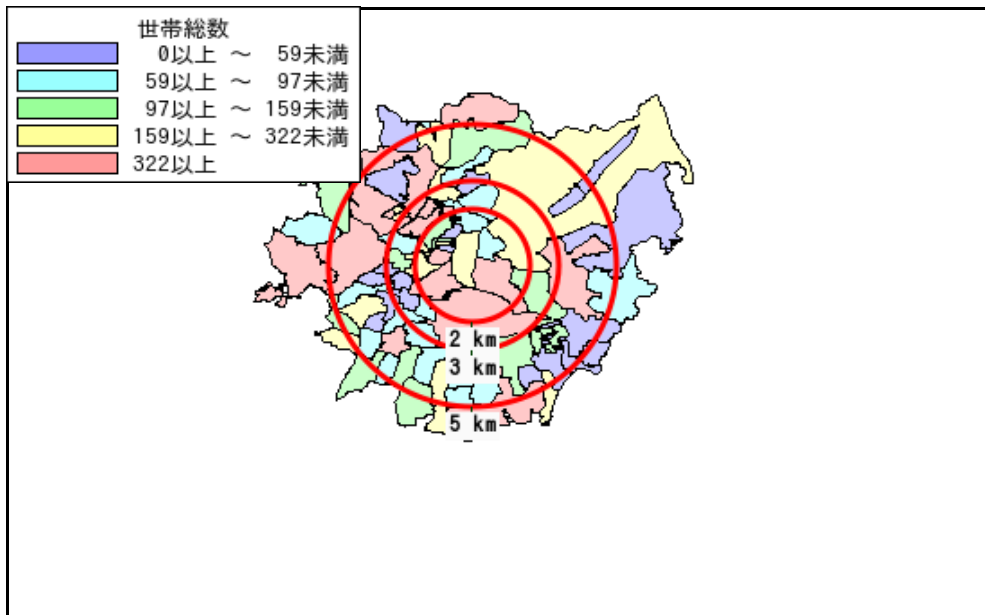 世帯総数
0以上 ～ 59未満
59以上 ～ 97未満
97以上 ～ 159未満
159以上 ～ 322未満
322以上
2 km
3 km
5 km